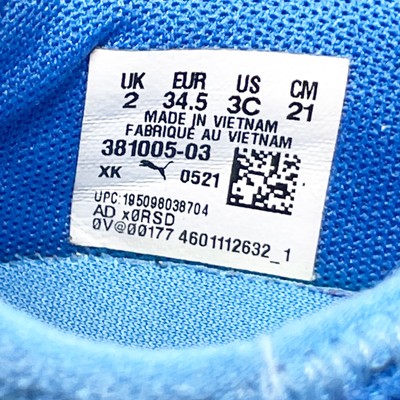 UK EUR US CM
2 34.5 3C 21
MADE IN VIETNAM
FABRIQUÉ AU VIETNAM
381005-03
XK 0521
UPC:195098038704
AD x0RSD
0V@00177 4601112632_1